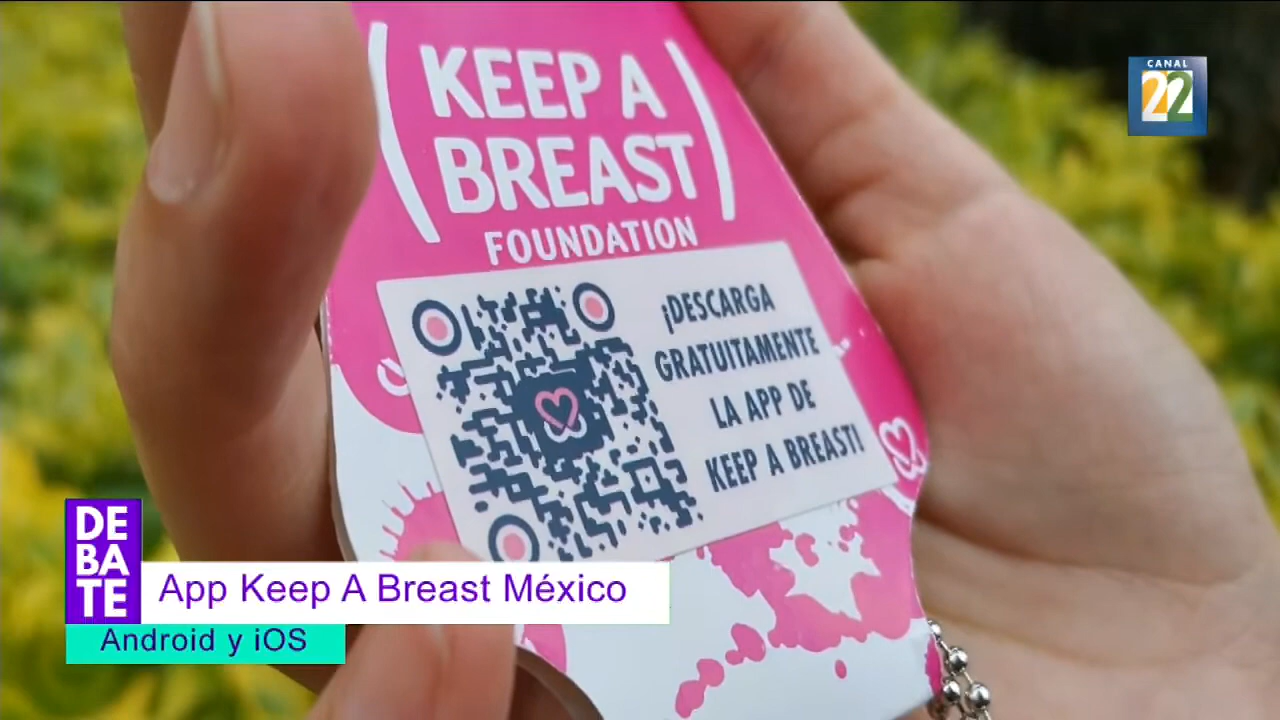 KEEP A
BREAST
FOUNDATION
¡DESCARGA
GRATUITAMENTE
LA APP DE
KEEP A BREAST!
CANAL
22
DE
BA
TE
App Keep A Breast México
Android y iOS